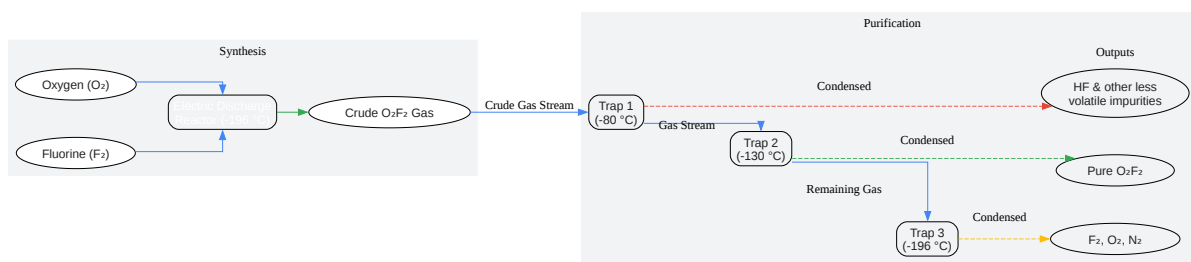 Purification
Synthesis
Outputs
Oxygen (O₂)
Electric Discharge
Reactor (-196 °C)
Fluorine (F₂)
Crude O₂F₂ Gas
Crude Gas Stream
Trap 1
(-80 °C)
Condensed
HF & other less
volatile impurities
Gas Stream
Trap 2
(-130 °C)
Condensed
Pure O₂F₂
Remaining Gas
Trap 3
(-196 °C)
Condensed
F₂, O₂, N₂